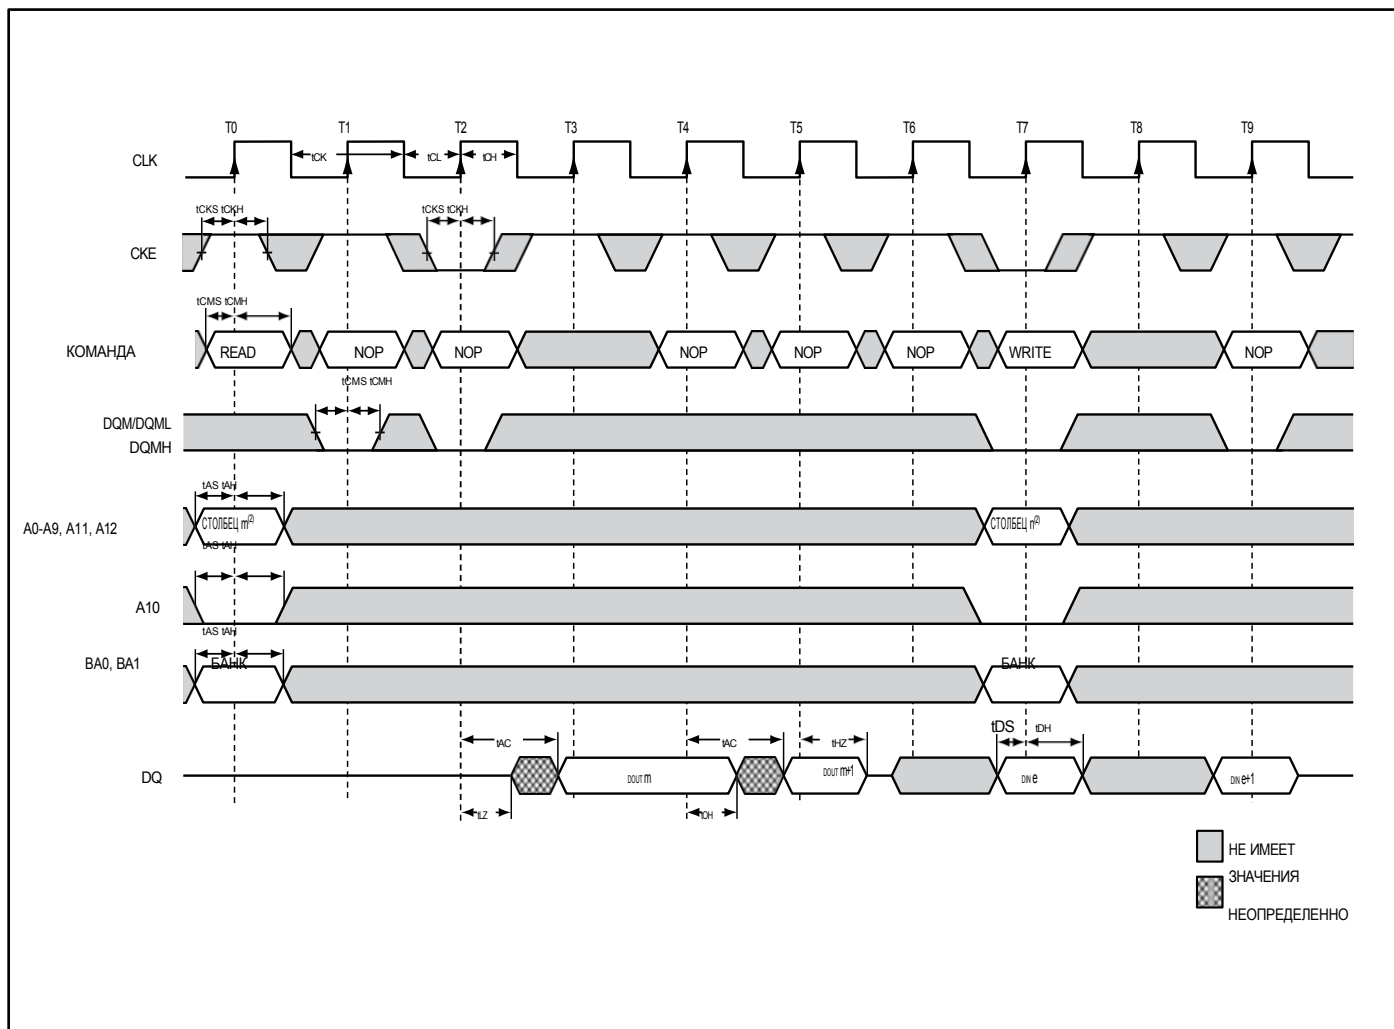 T0 T1 T2 T3 T4 T5 T6 T7 T8 T9
CLK
tCK tCL tCH
tCKS tCKH tCKS tCKH
CKE
tCMS tCMH
КОМАНДА
READ NOP NOP NOP NOP NOP WRITE NOP
tCMS tCMH
DQM/DQML
DQMH
tAS tAH
A0-A9, A11, A12
СТОЛБЕЦ m(2) СТОЛБЕЦ n(2)
tAS tAH
A10
tAS tAH
BA0, BA1
БАНК БАНК
tAC tAC tHZ tDS tDH
DQ
DOUT m DOUT m+1 DIN e DIN e+1
tLZ tOH
НЕ ИМЕЕТ
ЗНАЧЕНИЯ
НЕОПРЕДЕЛЕННО